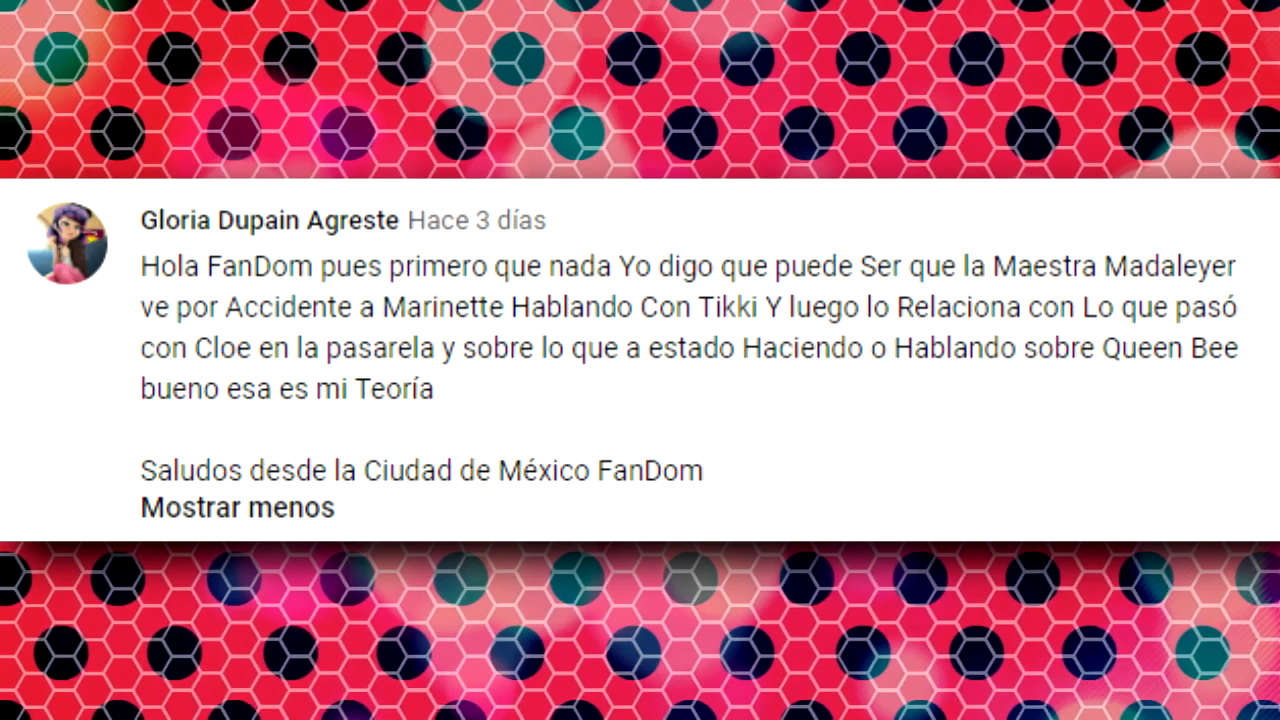 Gloria Dupain Agreste Hace 3 días
Hola FanDom pues primero que nada Yo digo que puede Ser que la Maestra Madaleyer
ve por Accidente a Marinette Hablando Con Tikki Y luego lo Relaciona con Lo que pasó
con Cloe en la pasarela y sobre lo que a estado Haciendo o Hablando sobre Queen Bee
bueno esa es mi Teoría
Saludos desde la Ciudad de México FanDom
Mostrar menos